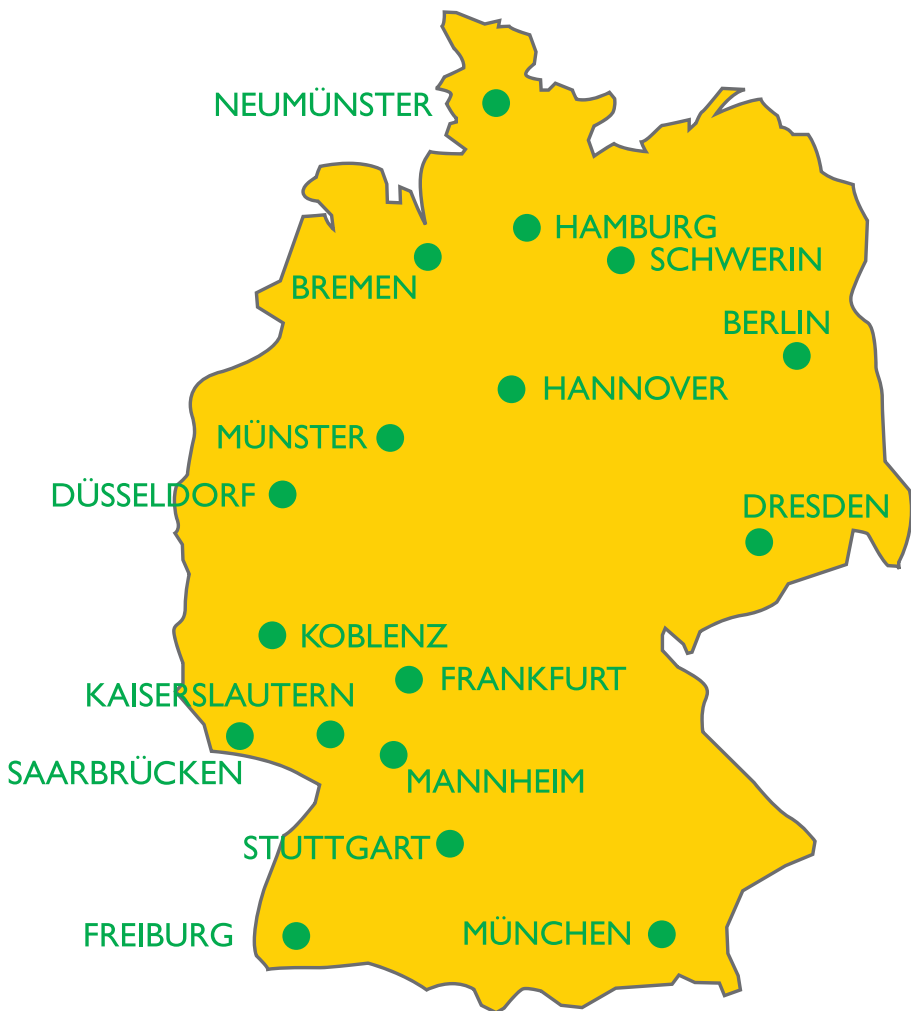 NEUMÜNSTER
HAMBURG
SCHWERIN
BREMEN
BERLIN
HANNOVER
MÜNSTER
DÜSSELDORF
DRESDEN
KOBLENZ
FRANKFURT
KAISERSLAUTERN
SAARBRÜCKEN
MANNHEIM
STUTTGART
FREIBURG
MÜNCHEN